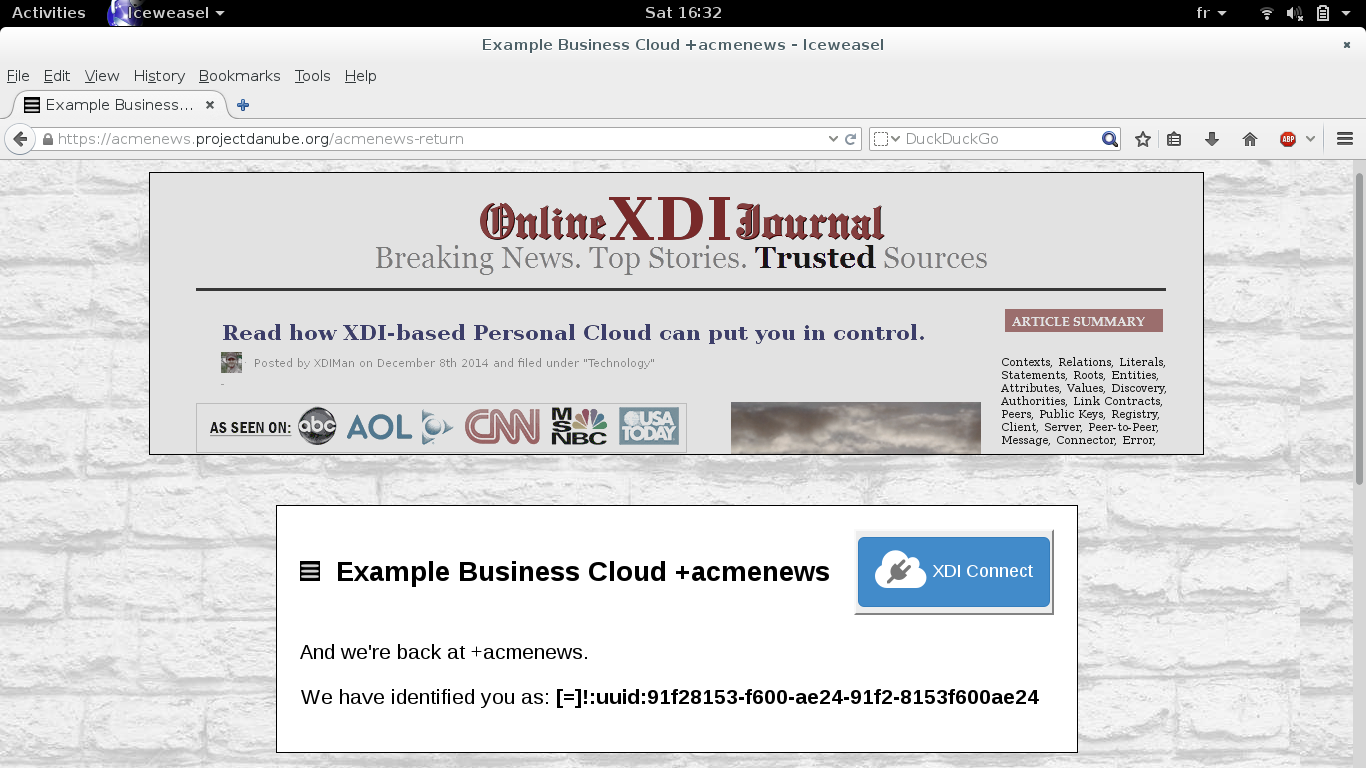 Activities Iceweasel Sat 16:32 fr
Example Business Cloud +acmenews - Iceweasel
File Edit View History Bookmarks Tools Help
Example Business...
https://acmenews.projectdanube.org/acmenews-return DuckDuckGo ABP
Online XDI Journal
Breaking News. Top Stories. Trusted Sources
Read how XDI-based Personal Cloud can put you in control.
Posted by XDIMan on December 8th 2014 and filed under "Technology"
-
AS SEEN ON: abc AOL CNN MSNBC USA TODAY
ARTICLE SUMMARY
Contexts, Relations, Literals,
Statements, Roots, Entities,
Attributes, Values, Discovery,
Authorities, Link Contracts,
Peers, Public Keys, Registry,
Client, Server, Peer-to-Peer,
Message, Connector, Error,
Example Business Cloud +acmenews
XDI Connect
And we're back at +acmenews.
We have identified you as: [=]!:uuid:91f28153-f600-ae24-91f2-8153f600ae24